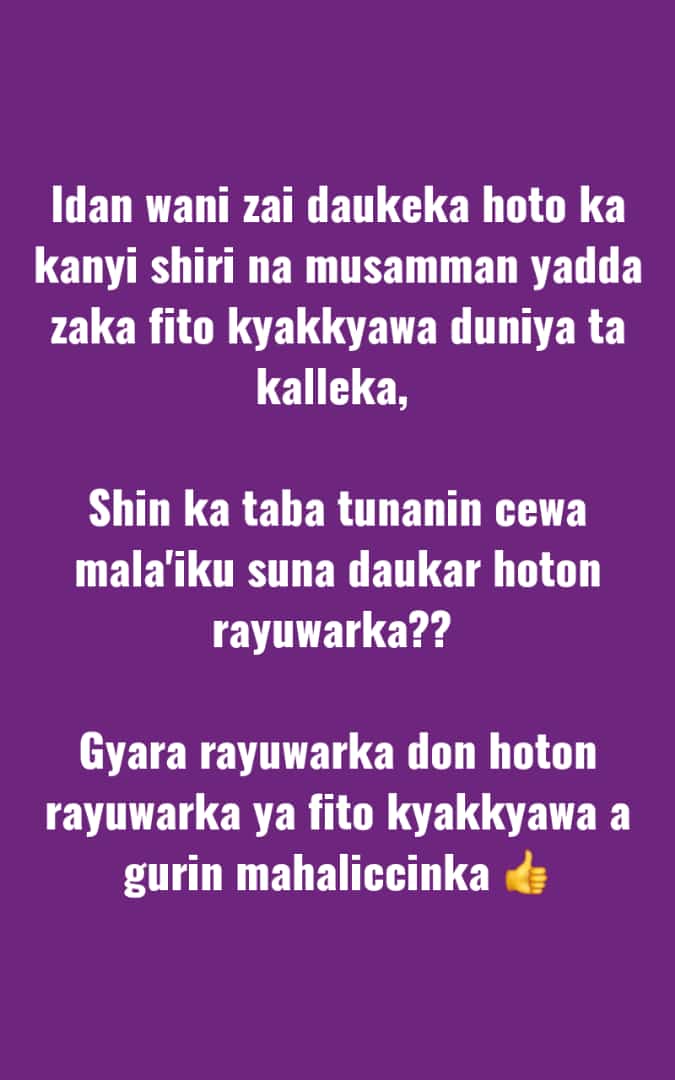 Idan wani zai daukeka hoto ka
kanyi shiri na musamman yadda
zaka fito kyakkyawa duniya ta
kalleka,
Shin ka taba tunanin cewa
mala'iku suna daukar hoton
rayuwarka??
Gyara rayuwarka don hoton
rayuwarka ya fito kyakkyawa a
gurin mahaliccinka 👍